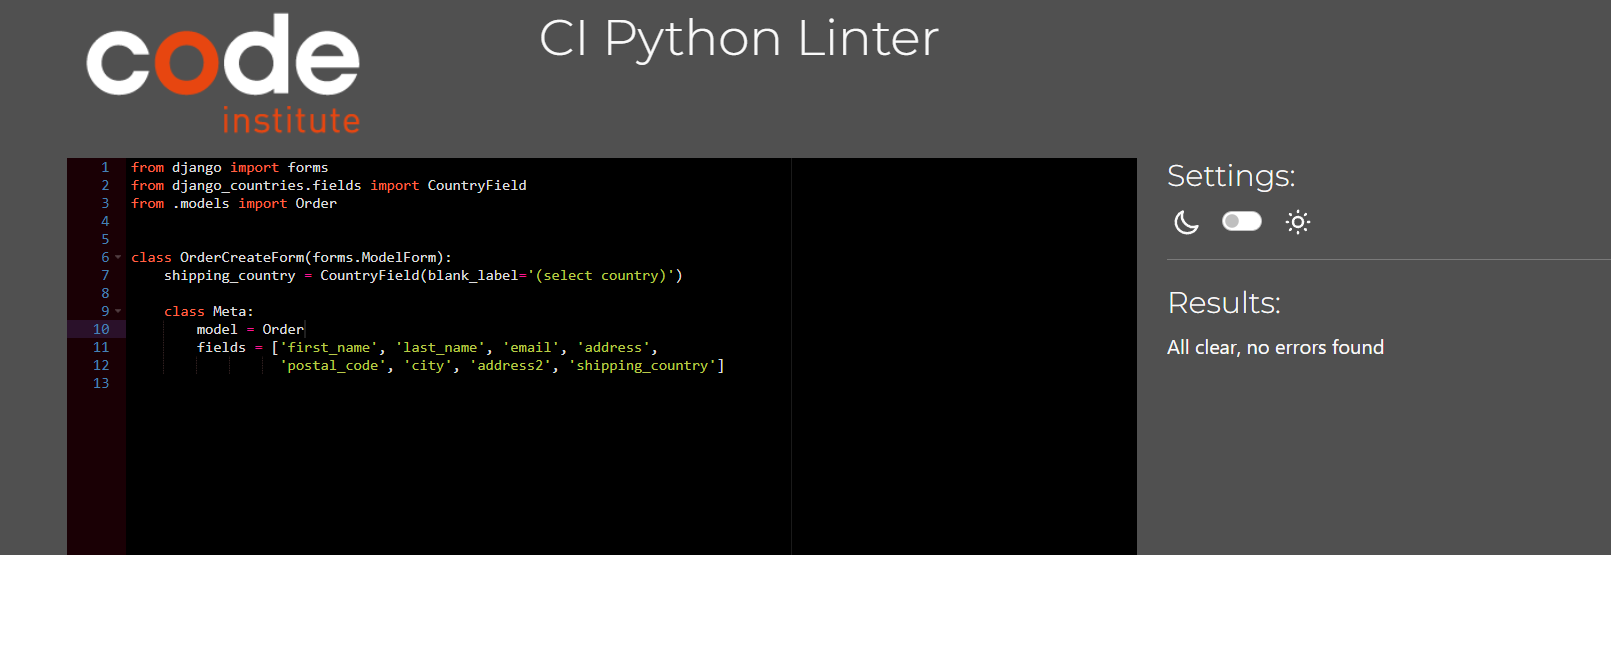 code
institute
CI Python Linter
1 from django import forms
2 from django_countries.fields import CountryField
3 from .models import Order
4
5
6 class OrderCreateForm(forms.ModelForm):
7     shipping_country = CountryField(blank_label='(select country)')
8
9     class Meta:
10         model = Order
11         fields = ['first_name', 'last_name', 'email', 'address',
12                   'postal_code', 'city', 'address2', 'shipping_country']
13
Settings:
Results:
All clear, no errors found